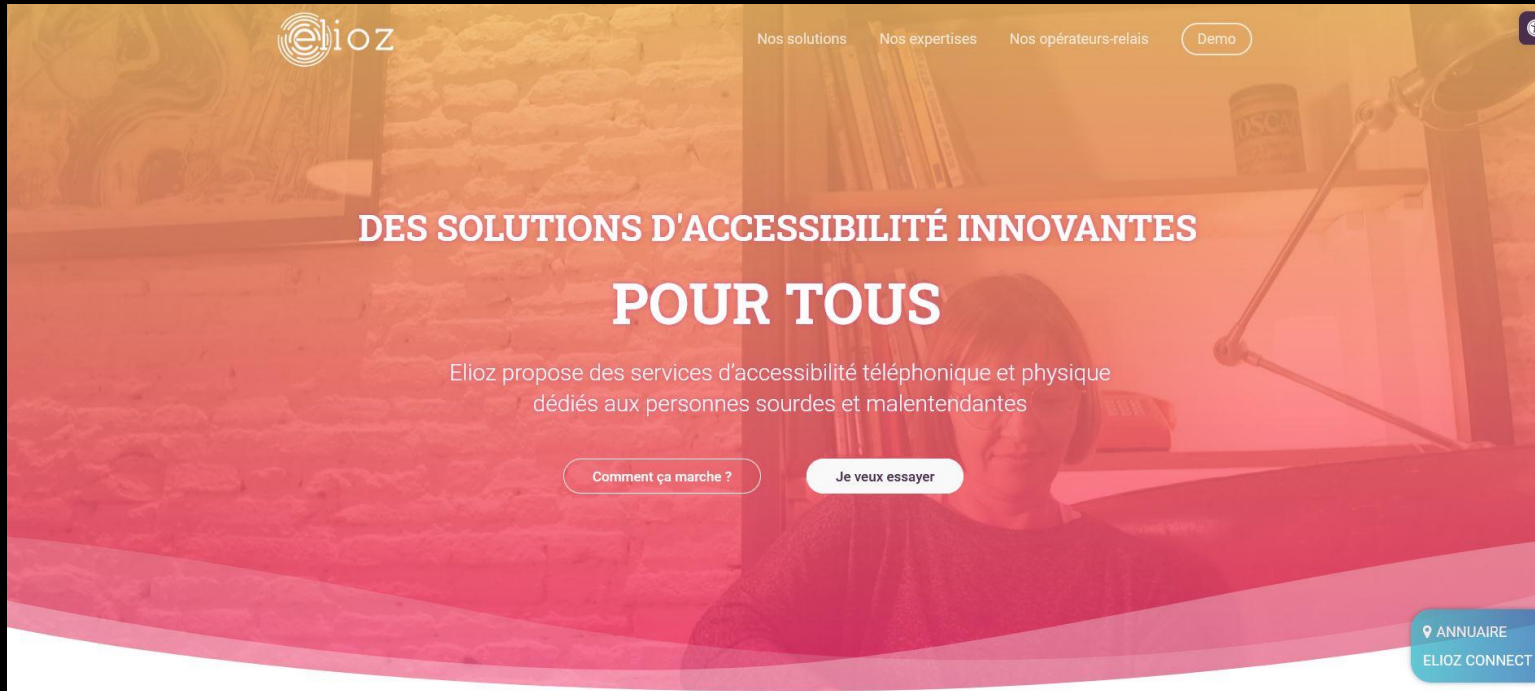 elioz
Nos solutions
Nos expertises
Nos opérateurs-relais
Demo
OSCA
DES SOLUTIONS D'ACCESSIBILITÉ INNOVANTES
POUR TOUS
Elioz propose des services d’accessibilité téléphonique et physique
dédiés aux personnes sourdes et malentendantes
Comment ça marche ?
Je veux essayer
ANNUAIRE
ELIOZ CONNECT